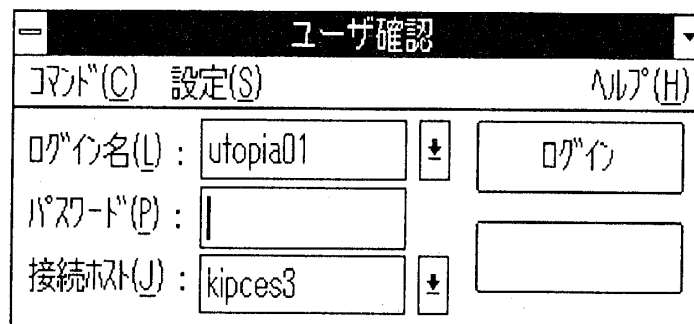 ユーザ確認
ｺﾏﾝﾄﾞ(C) 設定(S) ﾍﾙﾌﾟ(H)
ﾛｸﾞｲﾝ名(L) : utopia01 ﾛｸﾞｲﾝ
ﾊﾟｽﾜｰﾄﾞ(P) :
接続ﾎｽﾄ(J) : kipces3